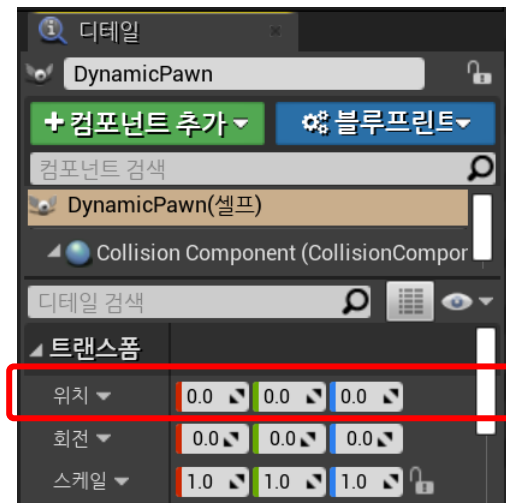 디테일
DynamicPawn
+컴포넌트 추가 블루프린트
컴포넌트 검색
DynamicPawn(셀프)
Collision Component (CollisionCompor
디테일 검색
트랜스폼
위치 0.0 0.0 0.0
회전 0.0 0.0 0.0
스케일 1.0 1.0 1.0